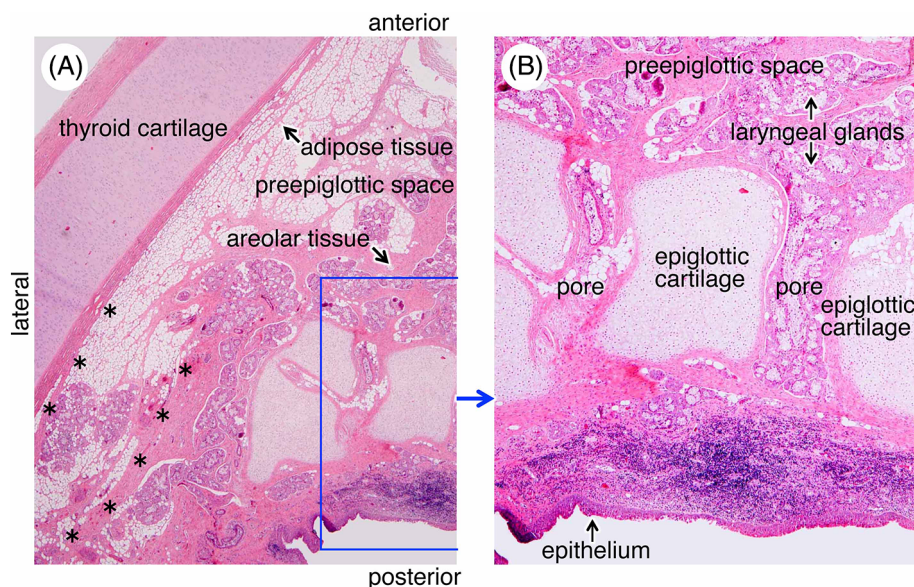 anterior
(A)
thyroid cartilage
adipose tissue
preepiglottic space
areolar tissue
lateral
*
*
*
*
*
*
*
*
posterior
(B)
preepiglottic space
laryngeal glands
epiglottic
cartilage
pore
pore
epiglottic
cartilage
epithelium